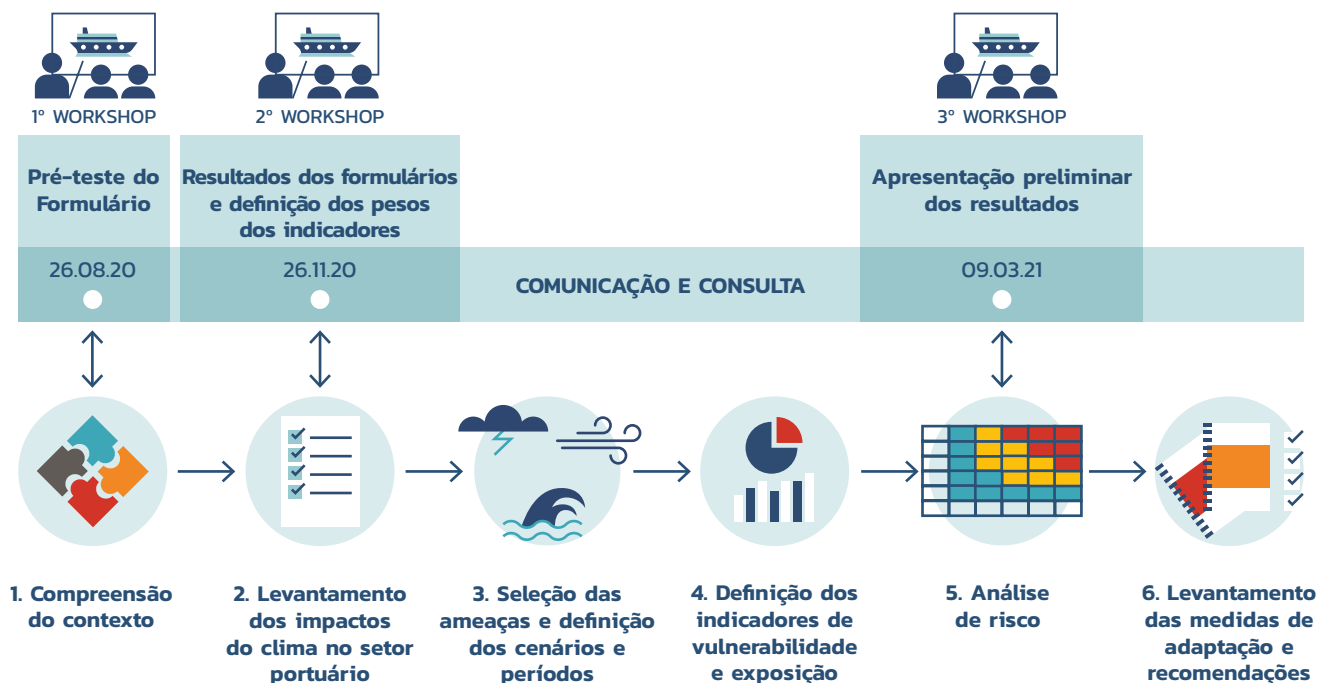 1º WORKSHOP
2º WORKSHOP
3º WORKSHOP
Pré-teste do
Formulário
Resultados dos formulários
e definição dos pesos
dos indicadores
Apresentação preliminar
dos resultados
26.08.20
26.11.20
COMUNICAÇÃO E CONSULTA
09.03.21
1. Compreensão
do contexto
2. Levantamento
dos impactos
do clima no setor
portuário
3. Seleção das
ameaças e definição
dos cenários e
períodos
4. Definição dos
indicadores de
vulnerabilidade
e exposição
5. Análise
de risco
6. Levantamento
das medidas de
adaptação e
recomendações